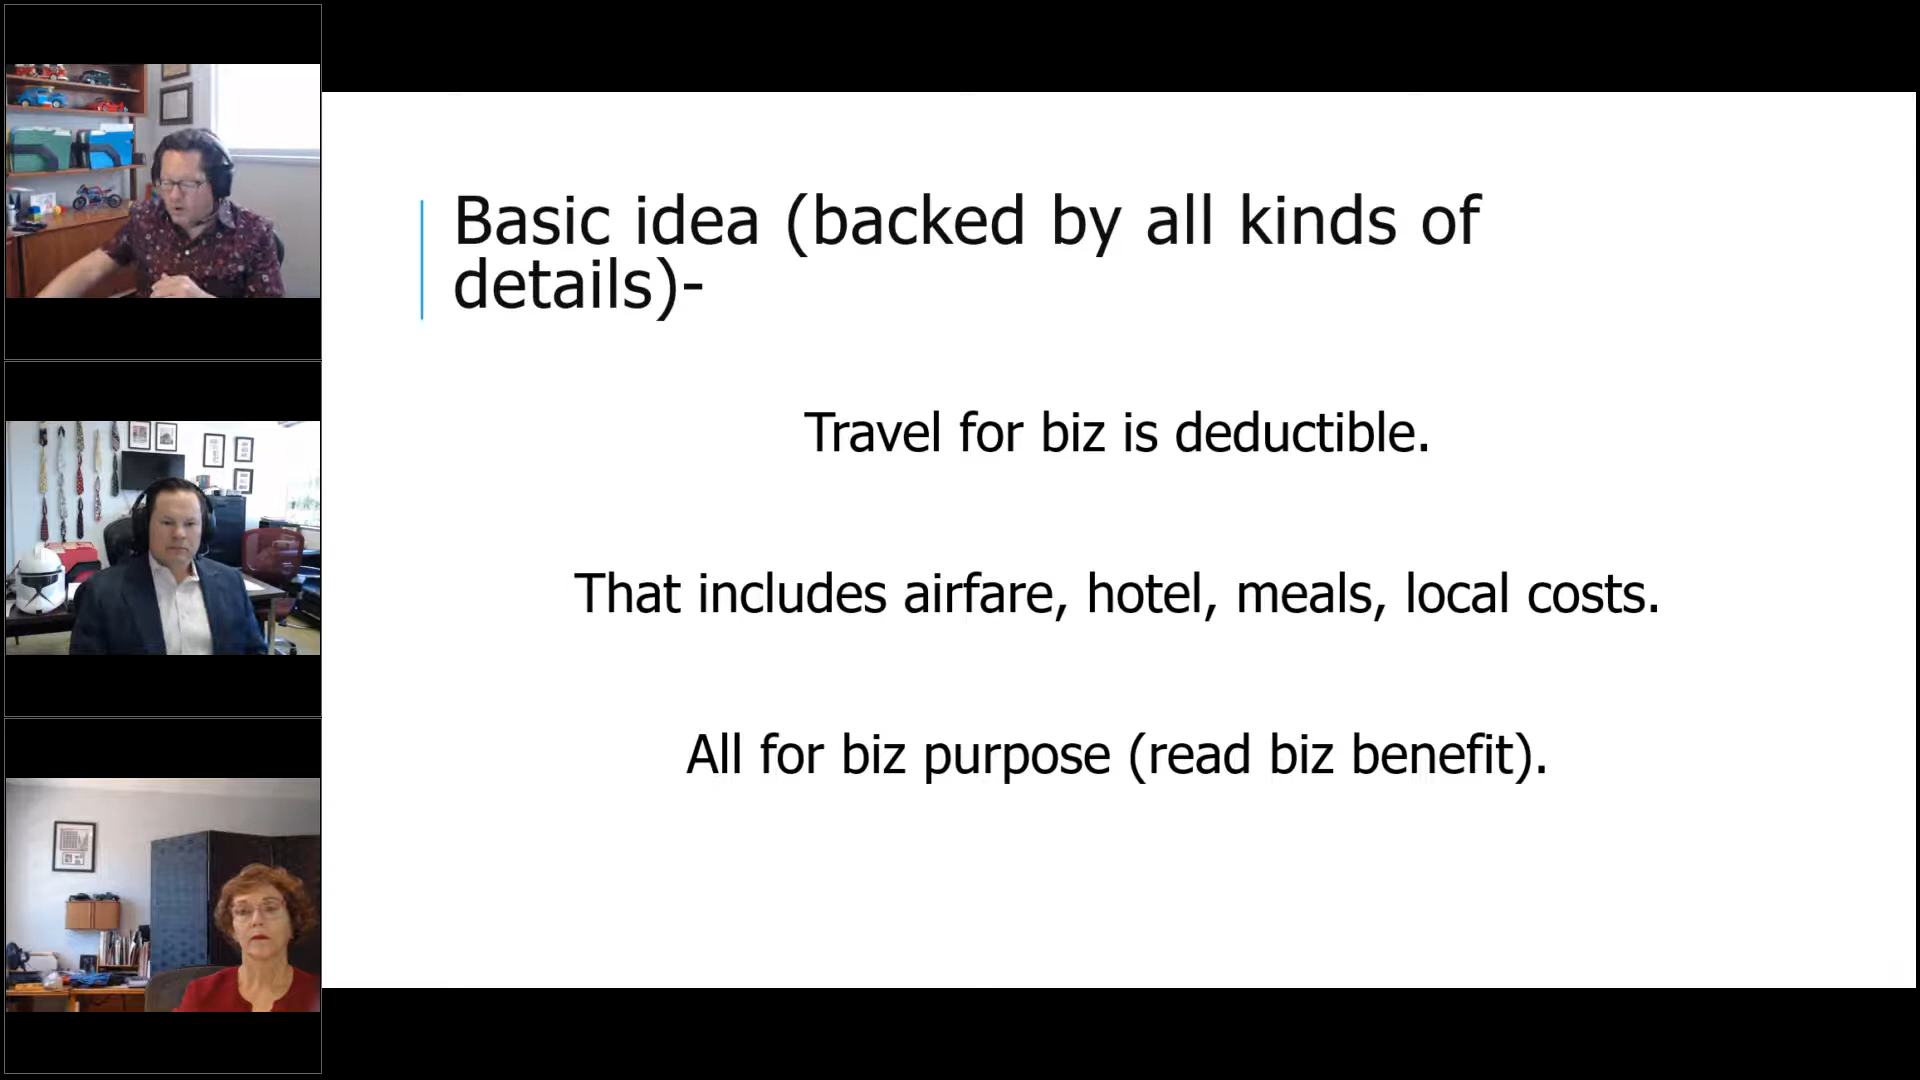 Basic idea (backed by all kinds of
details)-
Travel for biz is deductible.
That includes airfare, hotel, meals, local costs.
All for biz purpose (read biz benefit).